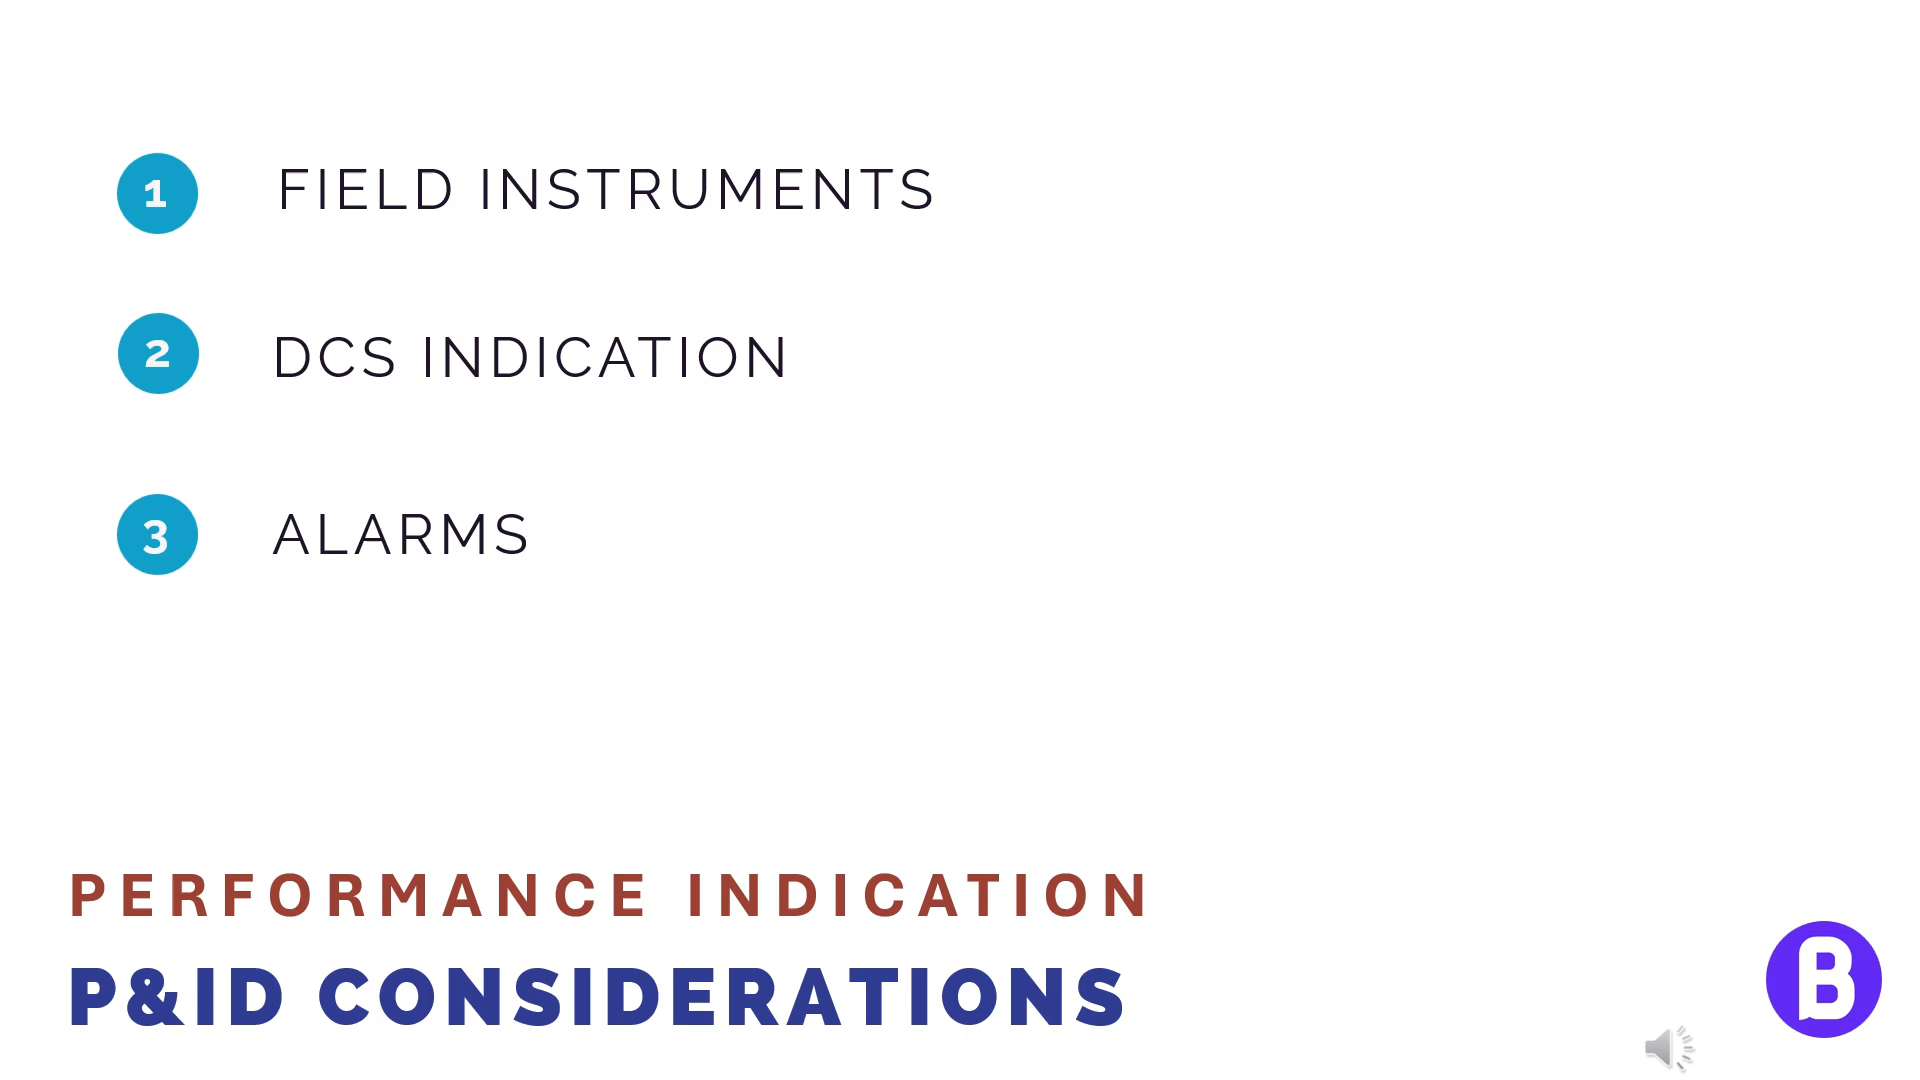 1 FIELD INSTRUMENTS
2 DCS INDICATION
3 ALARMS
PERFORMANCE INDICATION
P&ID CONSIDERATIONS
B